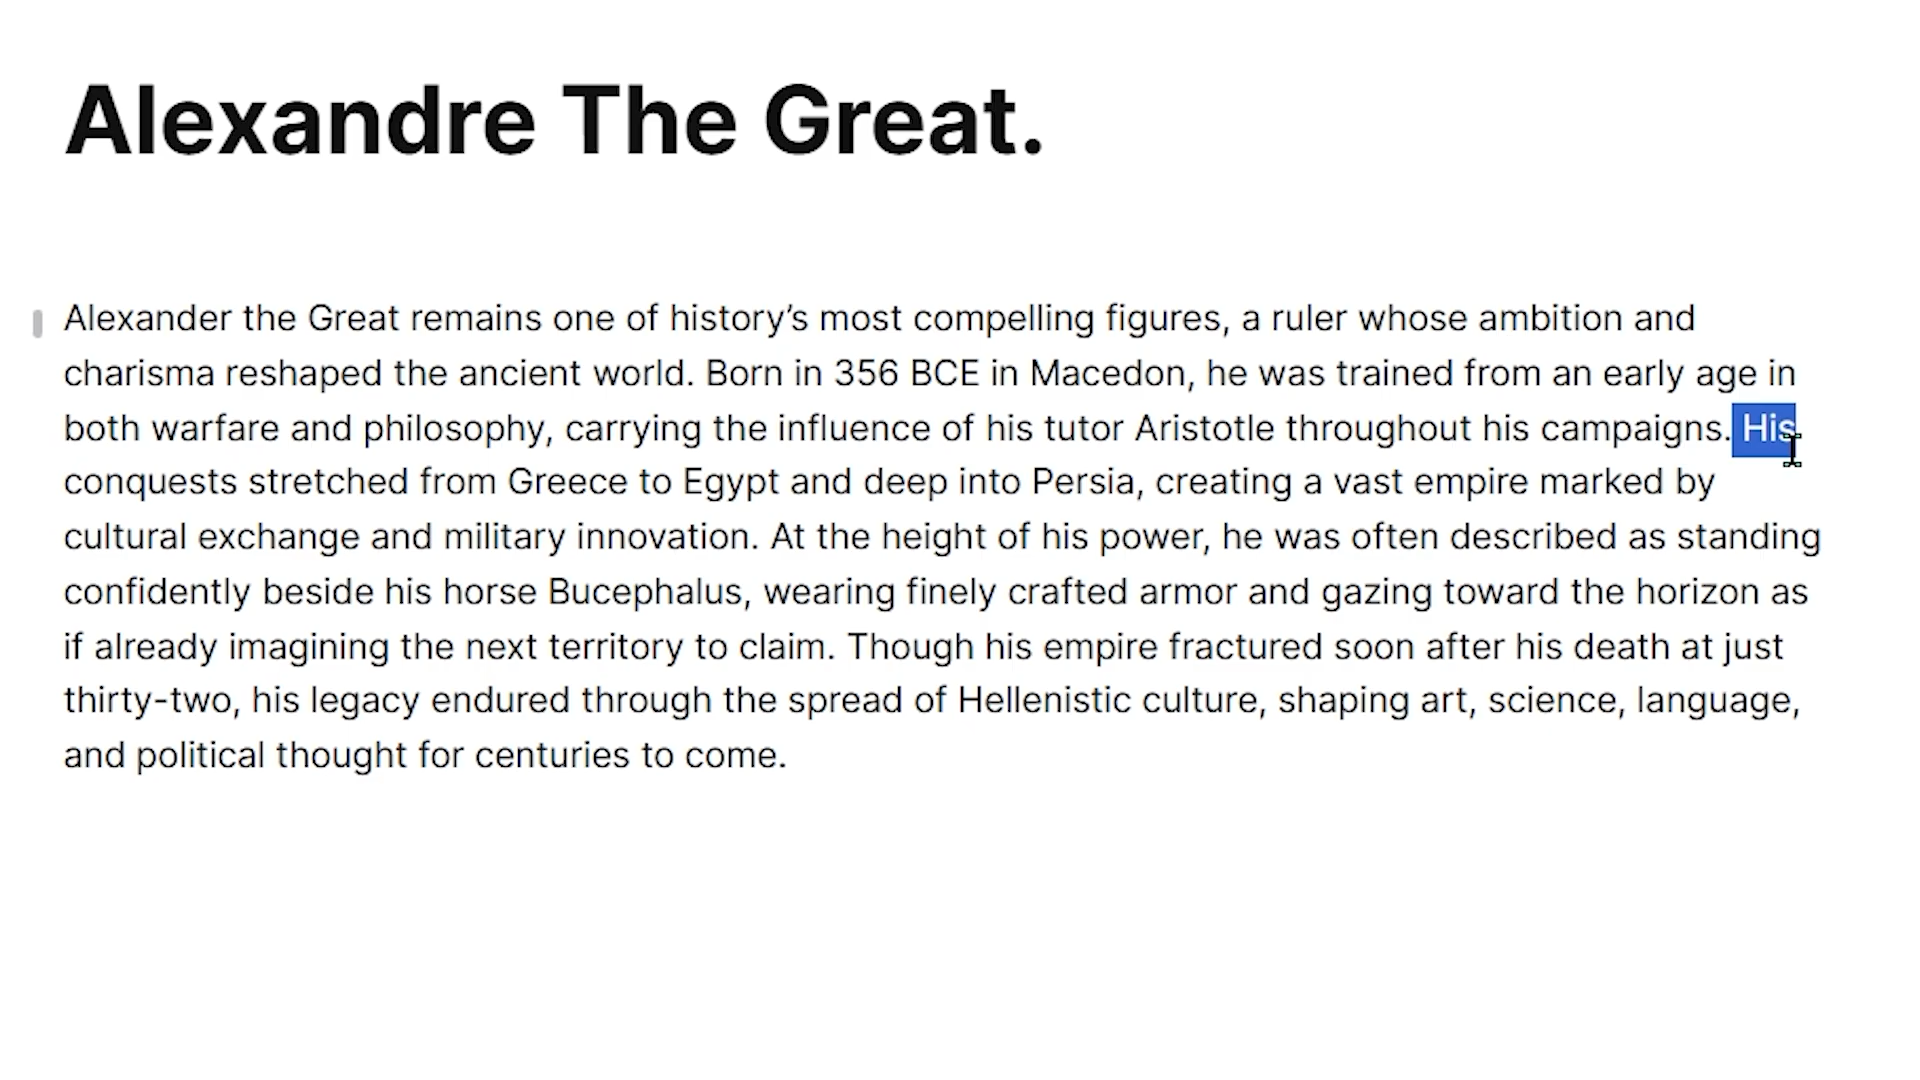 Alexandre The Great.
Alexander the Great remains one of history’s most compelling figures, a ruler whose ambition and
charisma reshaped the ancient world. Born in 356 BCE in Macedon, he was trained from an early age in
both warfare and philosophy, carrying the influence of his tutor Aristotle throughout his campaigns. His
conquests stretched from Greece to Egypt and deep into Persia, creating a vast empire marked by
cultural exchange and military innovation. At the height of his power, he was often described as standing
confidently beside his horse Bucephalus, wearing finely crafted armor and gazing toward the horizon as
if already imagining the next territory to claim. Though his empire fractured soon after his death at just
thirty-two, his legacy endured through the spread of Hellenistic culture, shaping art, science, language,
and political thought for centuries to come.